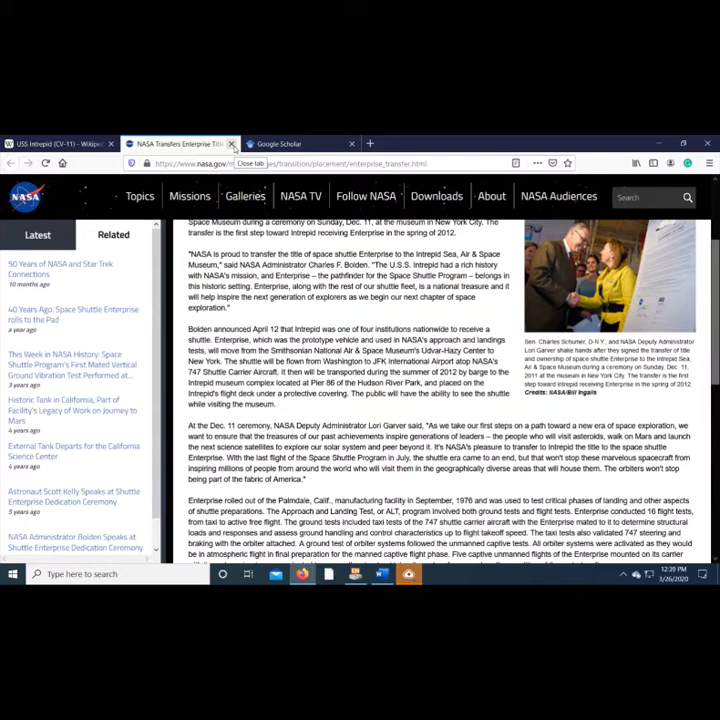 USS Intrepid (CV-11) - Wikiped
NASA Transfers Enterprise Title
Google Scholar
Close tab
enterprise_transfer.html
NASA
Topics
Missions
Galleries
NASA TV
Follow NASA
Downloads
About
NASA Audiences
Search
Latest
Related
50 Years of NASA and Star Trek
Connections
10 months ago
40 Years Ago: Space Shuttle Enterprise
rolls to the Pad
a year ago
This Week in NASA History: Space
Shuttle Program's First Mated Vertical
Ground Vibration Test Performed at...
3 years ago
Historic Tank in California, Part of
Facility's Legacy of Work on Journey to
Mars
4 years ago
External Tank Departs for the California
Science Center
4 years ago
Astronaut Scott Kelly Speaks at Shuttle
Enterprise Dedication Ceremony
5 years ago
NASA Administrator Bolden Speaks at
Shuttle Enterprise Dedication Ceremony
Space Museum during a ceremony on Sunday, Dec. 11, at the museum in New York City. The
transfer is the first step toward Intrepid receiving Enterprise in the spring of 2012.
"NASA is proud to transfer the title of space shuttle Enterprise to the Intrepid Sea, Air & Space
Museum," said NASA Administrator Charles F. Bolden. "The U.S.S. Intrepid had a rich history
with NASA's mission, and Enterprise – the pathfinder for the Space Shuttle Program – belongs in
this historic setting. Enterprise, along with the rest of our shuttle fleet, is a national treasure and it
will help inspire the next generation of explorers as we begin our next chapter of space
exploration."
Bolden announced April 12 that Intrepid was one of four institutions nationwide to receive a
shuttle. Enterprise, which was the prototype vehicle and used in NASA's approach and landings
tests, will move from the Smithsonian National Air & Space Museum's Udvar-Hazy Center to
New York. The shuttle will be flown from Washington to JFK International Airport atop NASA's
747 Shuttle Carrier Aircraft. It then will be transported during the summer of 2012 by barge to the
Intrepid museum complex located at Pier 86 of the Hudson River Park, and placed on the
Intrepid's flight deck under a protective covering. The public will have the ability to see the shuttle
while visiting the museum.
Sen. Charles Schumer, D-N Y, and NASA Deputy Administrator
Lori Garver shake hands after they signed the transfer of title
and ownership of space shuttle Enterprise to the Intrepid Sea,
Air & Space Museum during a ceremony on Sunday, Dec. 11,
2011 at the museum in New York City. The transfer is the first
step toward Intrepid receiving Enterprise in the spring of 2012.
Credits: NASA/Bill Ingalls
At the Dec. 11 ceremony, NASA Deputy Administrator Lori Garver said, "As we take our first steps on a path toward a new era of space exploration, we
want to ensure that the treasures of our past achievements inspire generations of leaders – the people who will visit asteroids, walk on Mars and launch
the next science systems to explore our solar system and peer beyond it. It's NASA's pleasure to transfer to Intrepid the title to the space shuttle
Enterprise. With the last flight of the Space Shuttle Program in July, the shuttle era came to an end, but that won't stop these marvelous spacecraft from
inspiring millions of people from around the world who will visit them in the geographically diverse areas that will house them. The orbiters won't stop
being part of the fabric of America."
Enterprise rolled out of the Palmdale, Calif., manufacturing facility in September, 1976 and was used to test critical phases of landing and other aspects
of shuttle preparations. The Approach and Landing Test, or ALT, program involved both ground tests and flight tests. Enterprise conducted 16 flight tests,
from taxi to active free flight. The ground tests included taxi tests of the 747 shuttle carrier aircraft with the Enterprise mated to it to determine structural
loads and responses and assess ground handling and control characteristics up to flight takeoff speed. The taxi tests also validated 747 steering and
braking with the orbiter attached. A ground test of orbiter systems followed the unmanned captive tests. All orbiter systems were activated as they would
be in atmospheric flight in final preparation for the manned captive flight phase. Five captive unmanned flights of the Enterprise mounted on its carrier
Type here to search
12:39 PM
3/26/2020